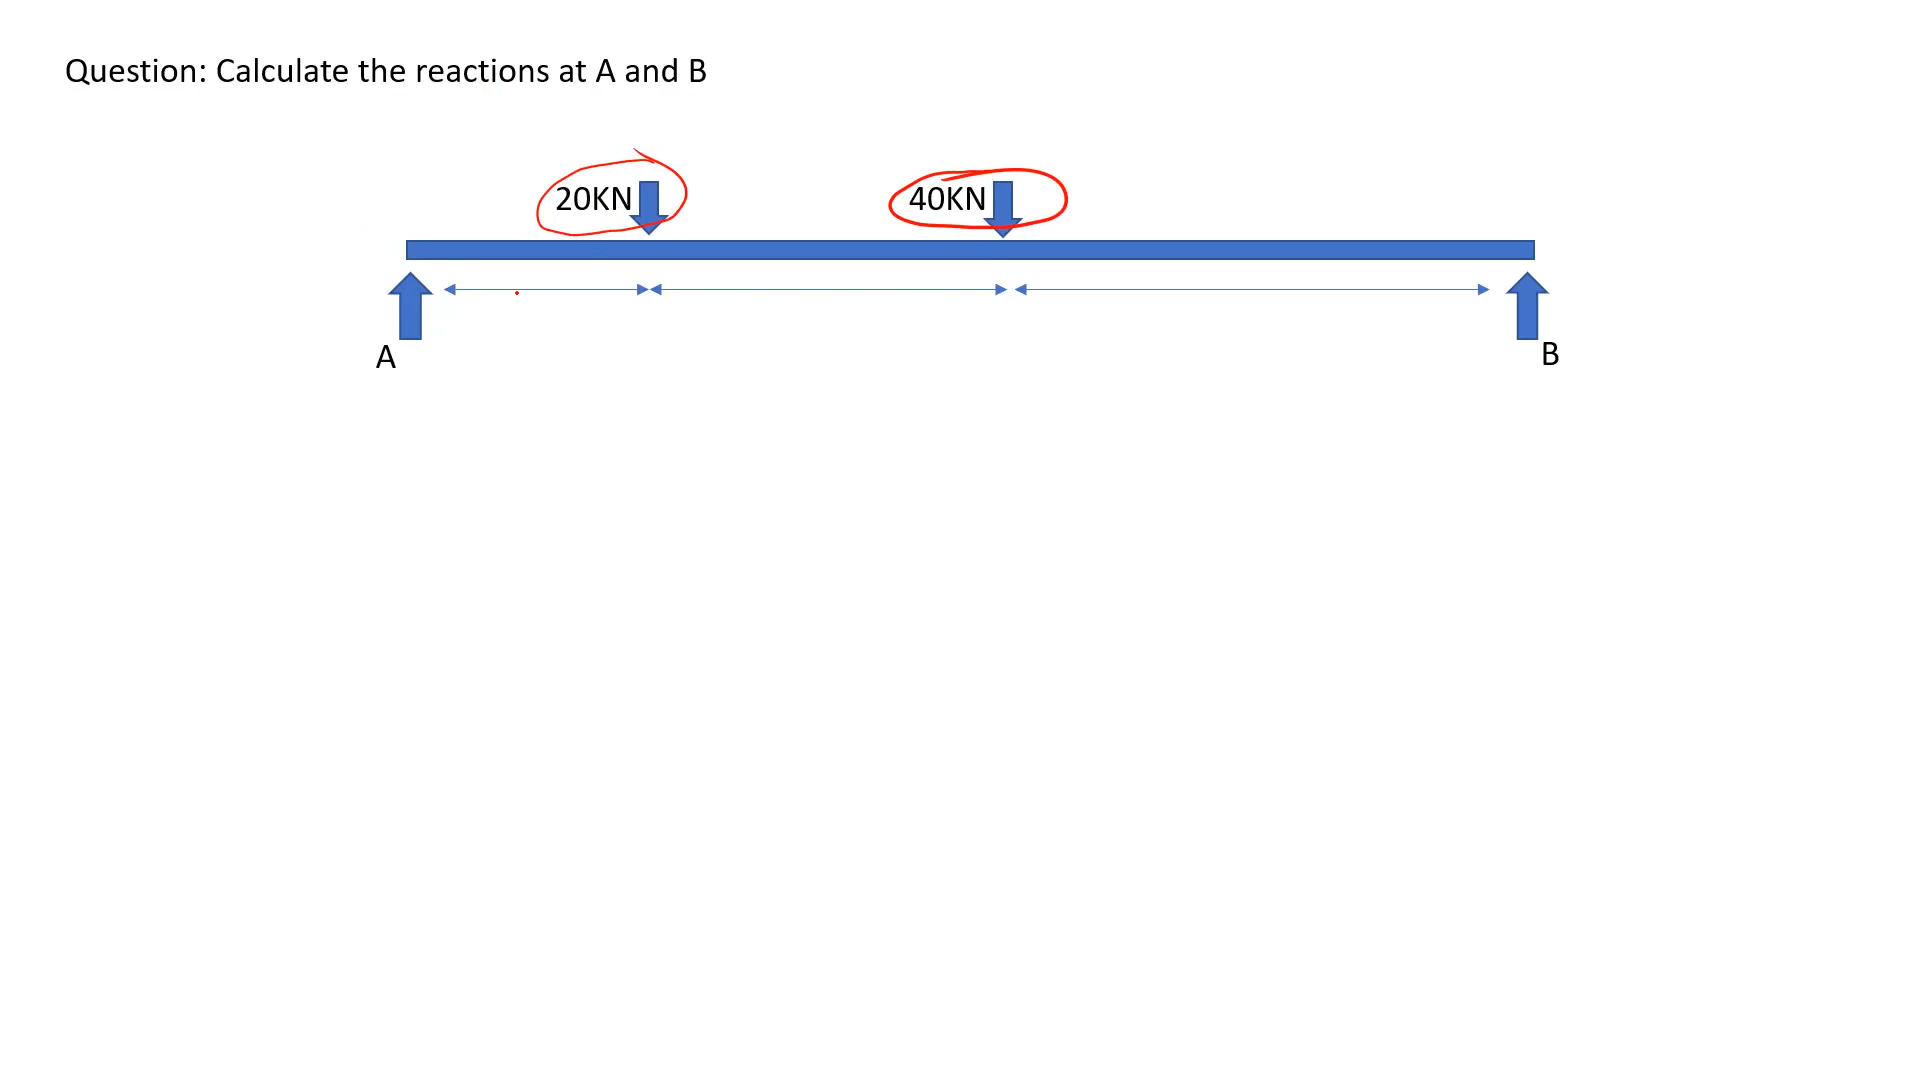 Question: Calculate the reactions at A and B
20KN 40KN
A B